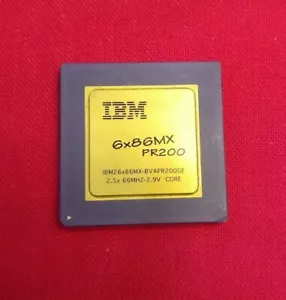 IBM
6x86MX
PR200
IBM26x86MX-BVAPR200GE
2.5x 66MHZ-2.9V CORE